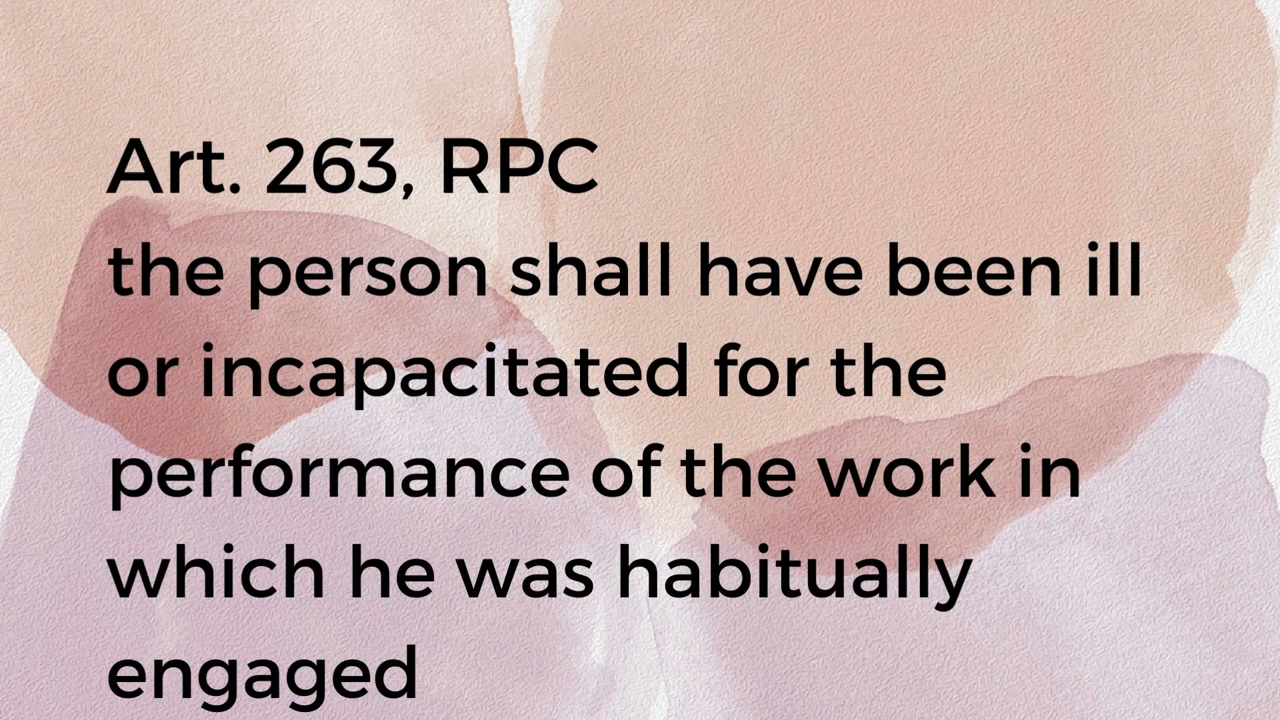 Art. 263, RPC
the person shall have been ill
or incapacitated for the
performance of the work in
which he was habitually
engaged